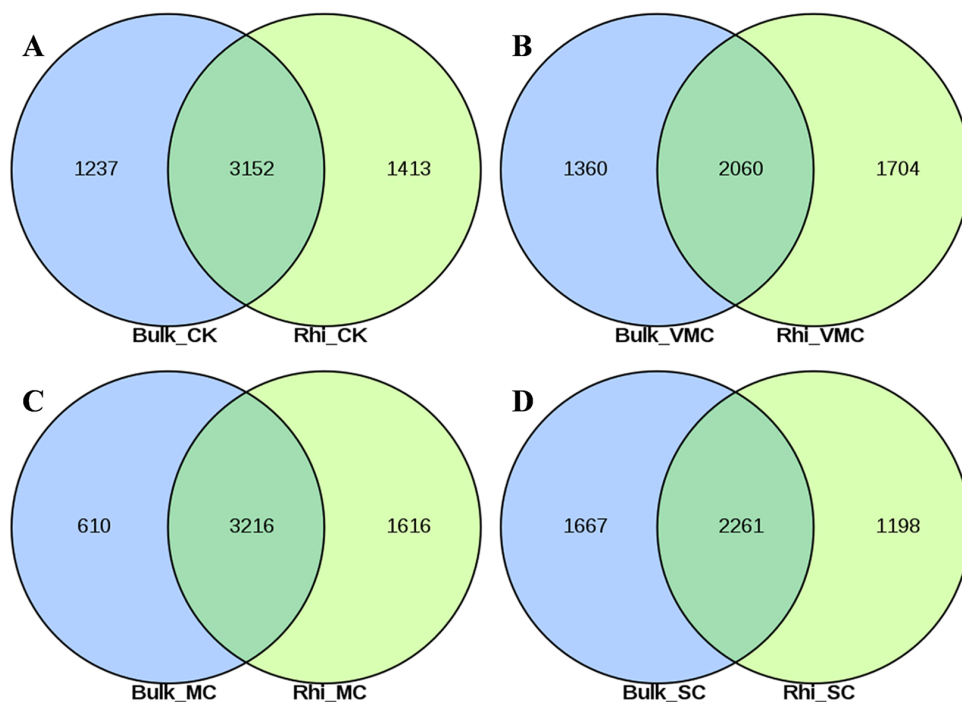 A
B
1237 3152 1413
1360 2060 1704
Bulk_CK Rhi_CK
Bulk_VMC Rhi_VMC
C
D
610 3216 1616
1667 2261 1198
Bulk_MC Rhi_MC
Bulk_SC Rhi_SC